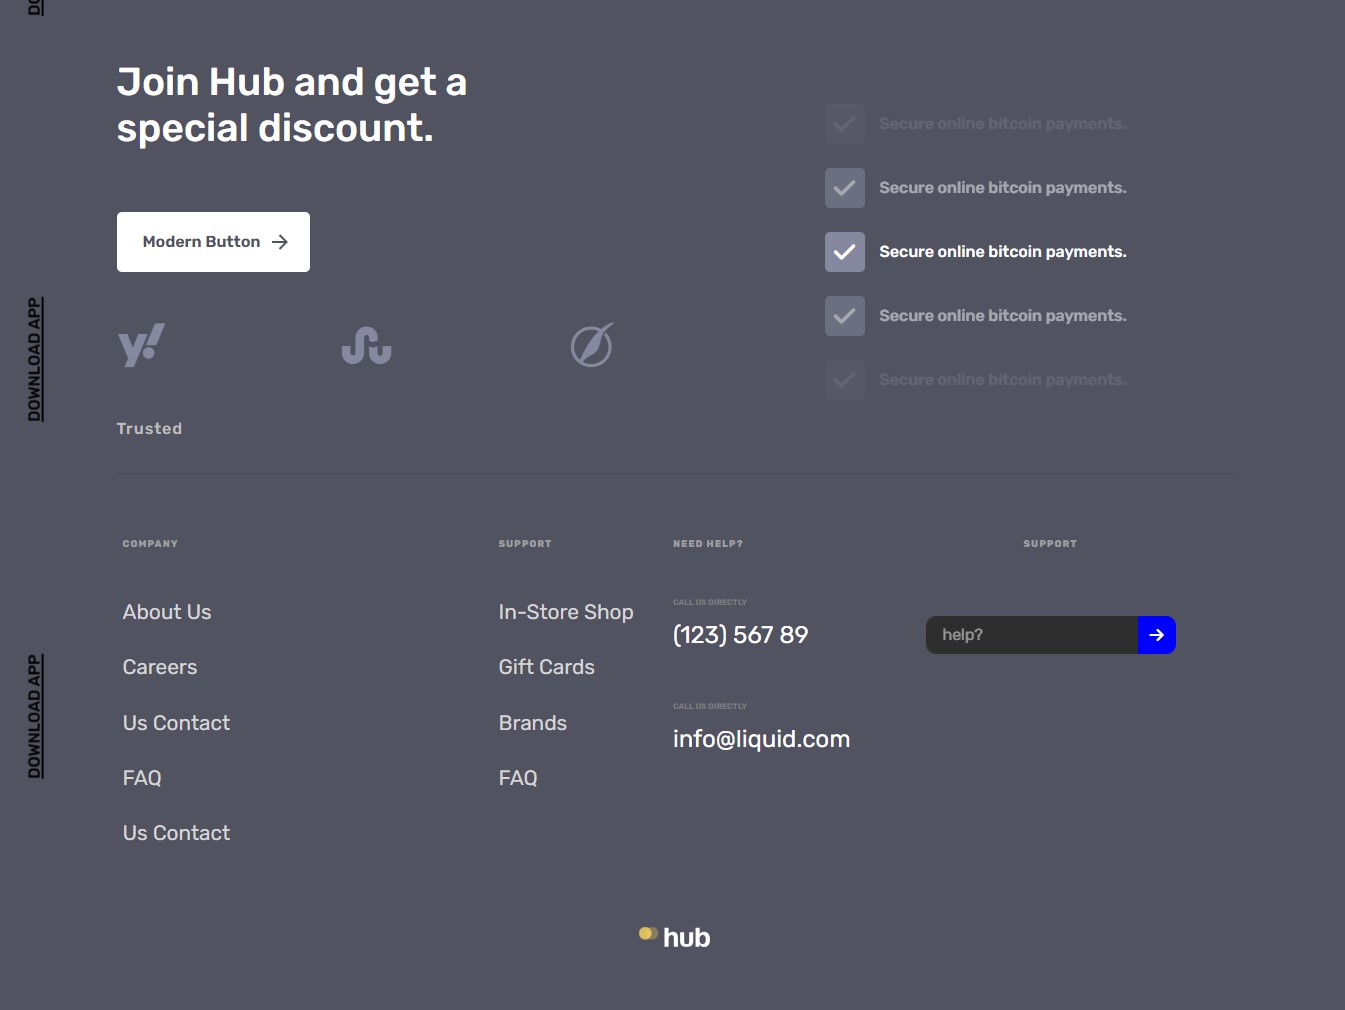 Join Hub and get a
special discount.
Modern Button
Trusted
Secure online bitcoin payments.
Secure online bitcoin payments.
Secure online bitcoin payments.
Secure online bitcoin payments.
Secure online bitcoin payments.
DOWNLOAD APP
DOWNLOAD APP
COMPANY
About Us
Careers
Us Contact
FAQ
Us Contact
SUPPORT
In-Store Shop
Gift Cards
Brands
FAQ
NEED HELP?
CALL US DIRECTLY
(123) 567 89
CALL US DIRECTLY
info@liquid.com
SUPPORT
help?
hub